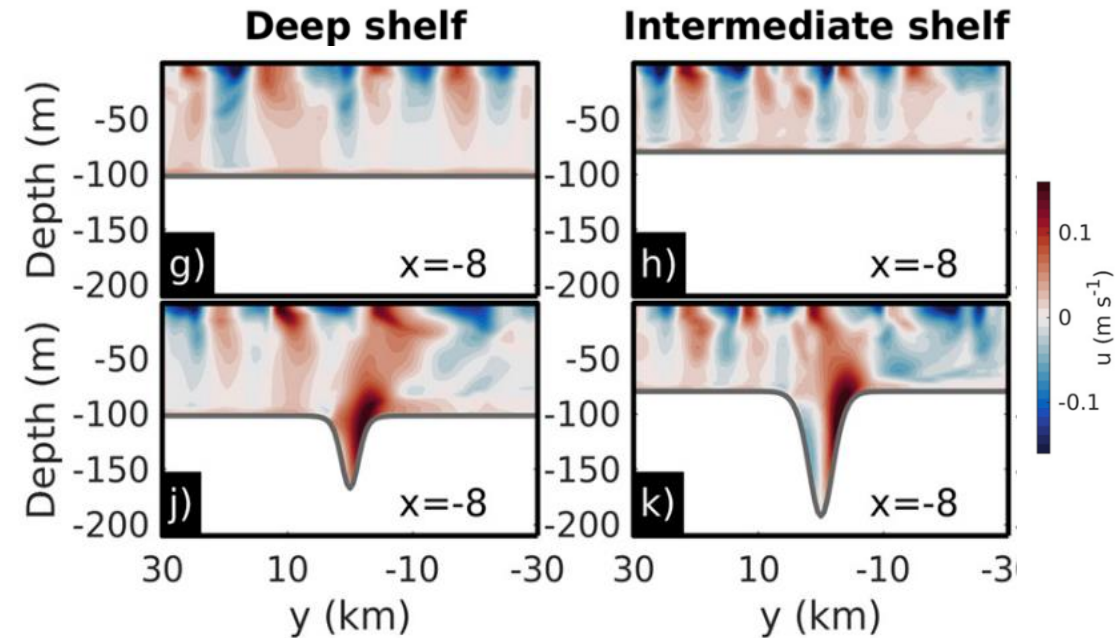 Deep shelf Intermediate shelf
Depth (m)
-50
-100
-150
-200
g)
x=-8
-50
-100
-150
-200
h)
x=-8
Depth (m)
-50
-100
-150
-200
j)
x=-8
30 10 -10 -30
y (km)
-50
-100
-150
-200
k)
x=-8
30 10 -10 -3
y (km)
0.1
0
-0.1
u (m s⁻¹)